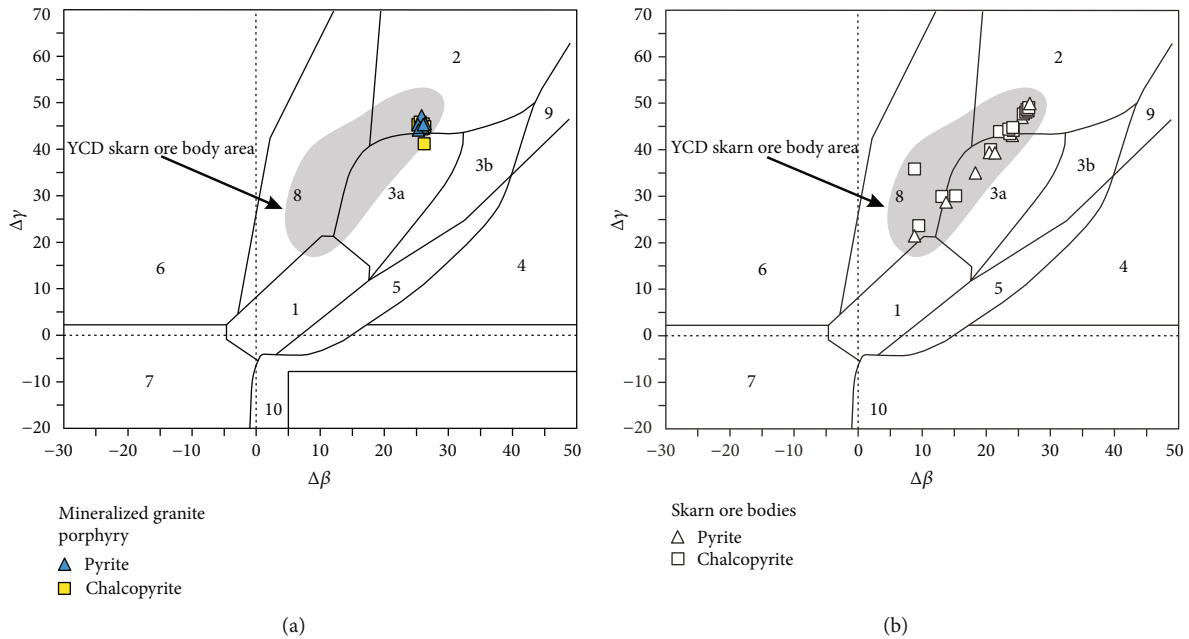 70
60
50
40
30
20
10
0
−10
−20
Δγ
−30
−20
−10
0
10
20
30
40
50
Δβ
YCD skarn ore body area
1
2
3a
3b
4
5
6
7
8
9
10
Mineralized granite
porphyry
Pyrite
Chalcopyrite
(a)
70
60
50
40
30
20
10
0
−10
−20
Δγ
−30
−20
−10
0
10
20
30
40
50
Δβ
YCD skarn ore body area
1
2
3a
3b
4
5
6
7
8
9
10
Skarn ore bodies
Pyrite
Chalcopyrite
(b)